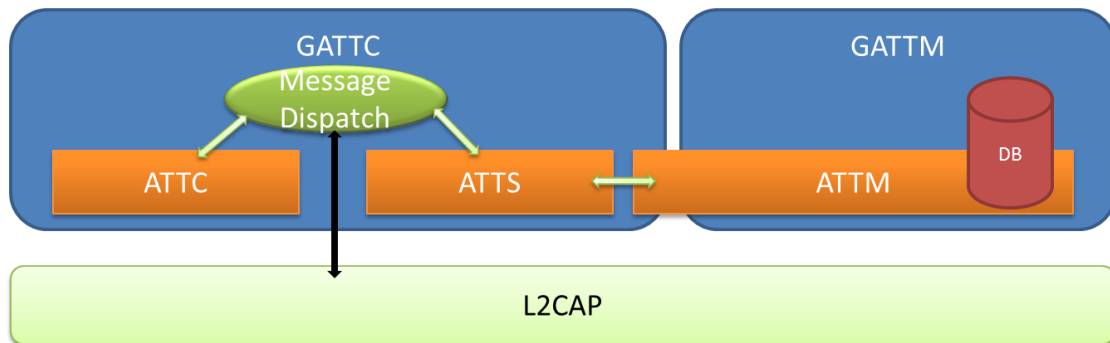 GATTC
GATTM
Message
Dispatch
DB
ATTC
ATTS
ATTM
L2CAP